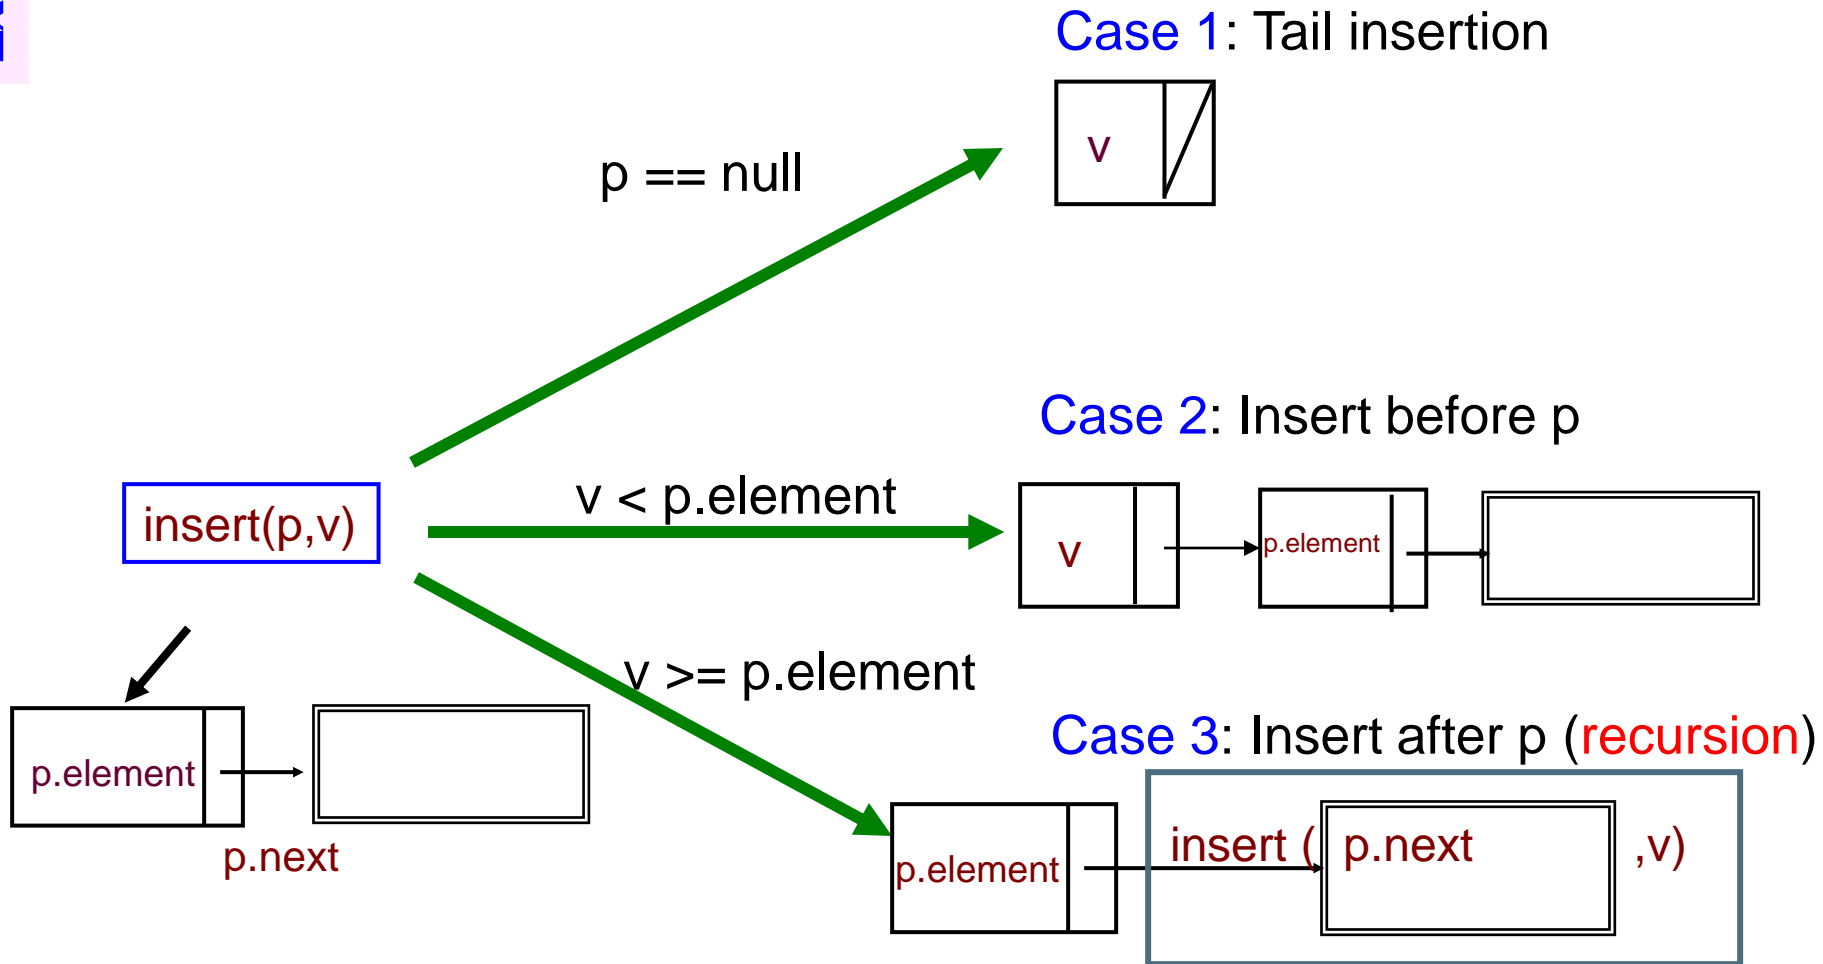 Case 1: Tail insertion
v
p == null
Case 2: Insert before p
v < p.element
insert(p,v)
v
p.element
v >= p.element
Case 3: Insert after p (recursion)
p.element
p.next
p.element
insert ( p.next ,v)